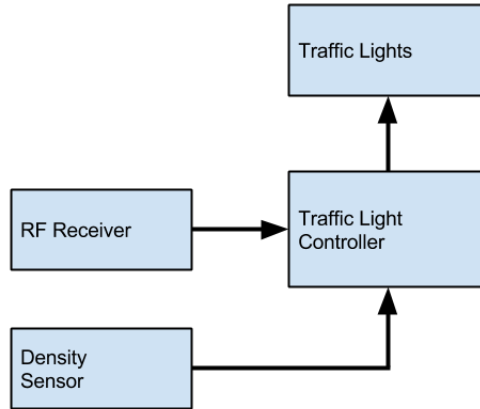 Traffic Lights
RF Receiver
Traffic Light
Controller
Density
Sensor